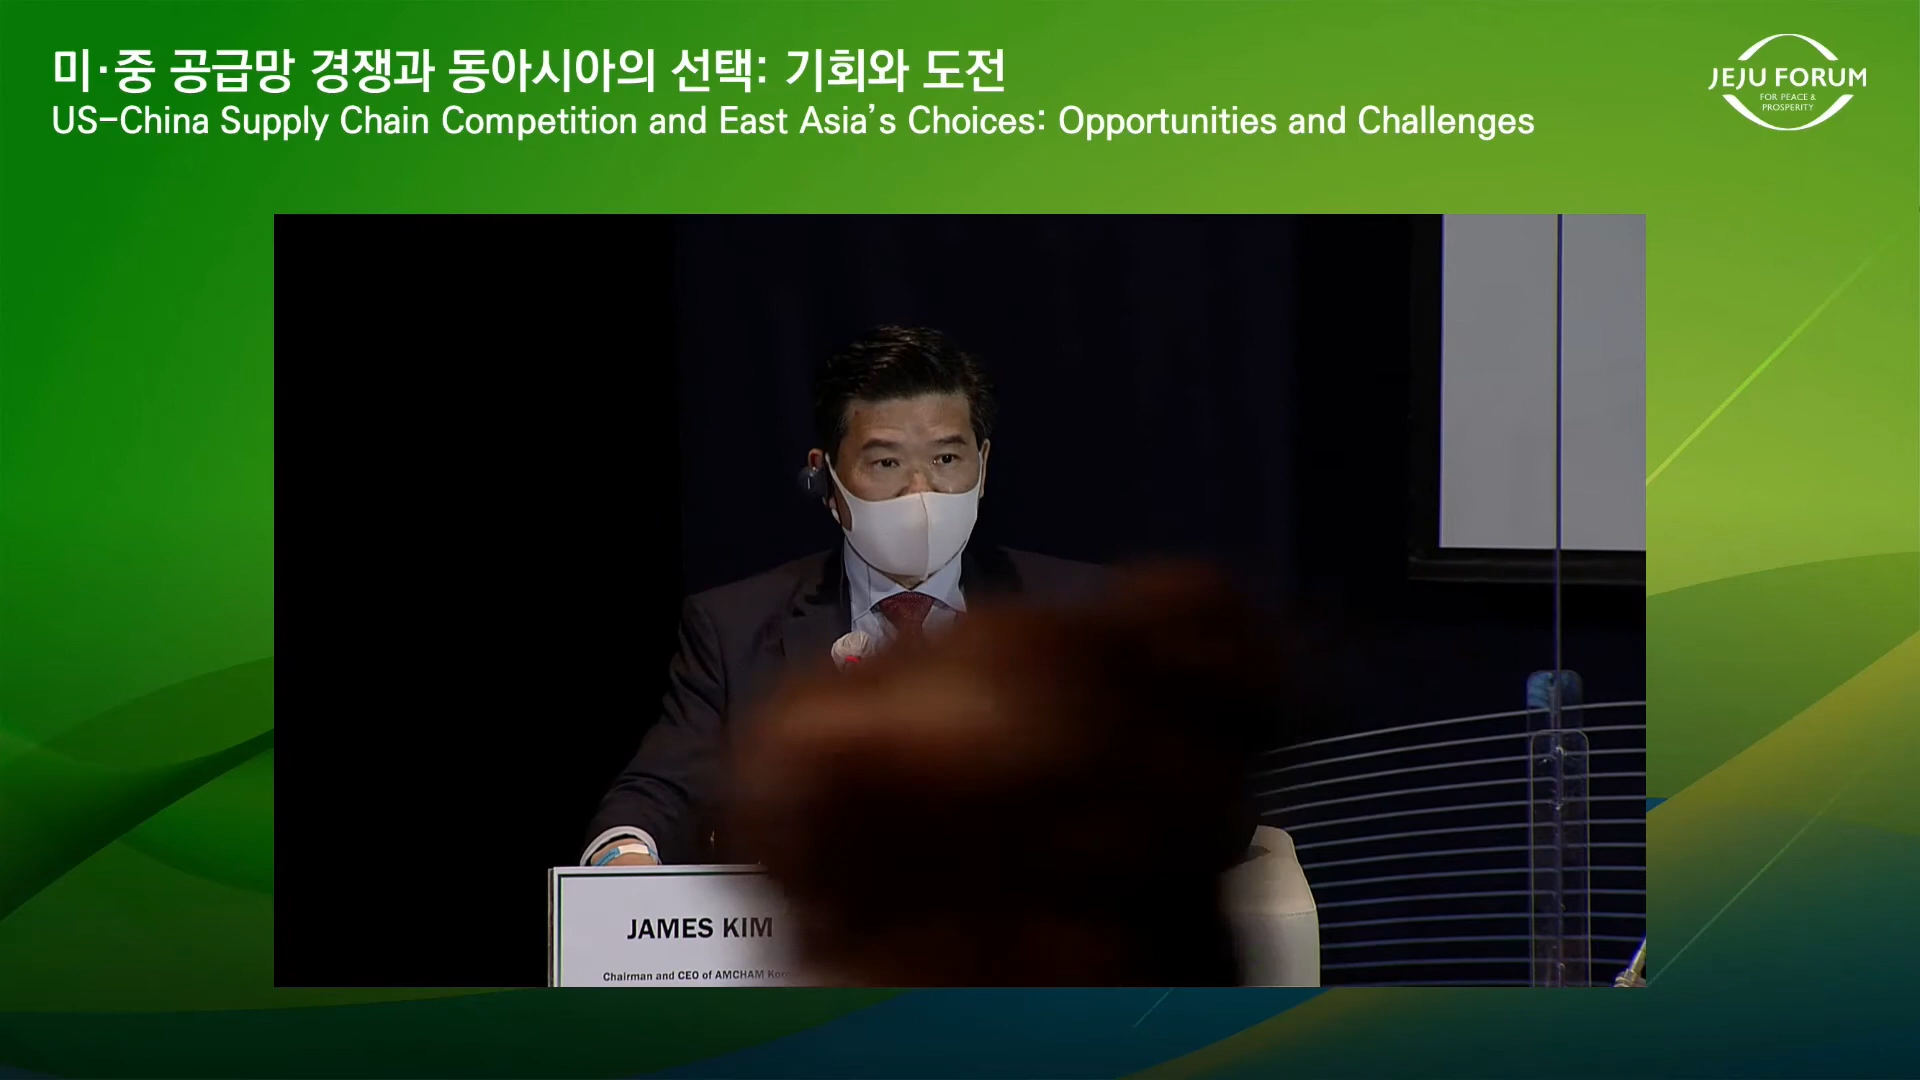 미·중 공급망 경쟁과 동아시아의 선택: 기회와 도전
US-China Supply Chain Competition and East Asia's Choices: Opportunities and Challenges
JEJU FORUM
FOR PEACE &
PROSPERITY
JAMES KIM
Chairman and CEO of AMCHAM